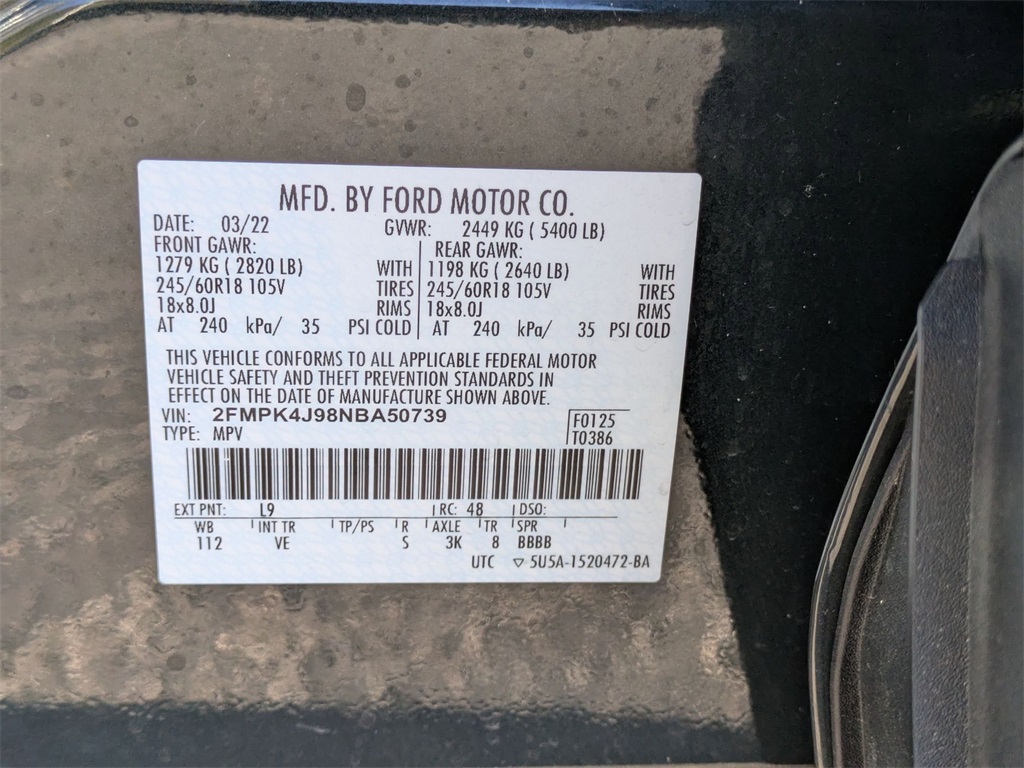 MFD. BY FORD MOTOR CO.
DATE: 03/22 GVWR: 2449 KG ( 5400 LB)
FRONT GAWR: REAR GAWR:
1279 KG ( 2820 LB) WITH 1198 KG ( 2640 LB) WITH
245/60R18 105V TIRES 245/60R18 105V TIRES
18x8.0J RIMS 18x8.0J RIMS
AT 240 kPa/ 35 PSI COLD AT 240 kPa/ 35 PSI COLD
THIS VEHICLE CONFORMS TO ALL APPLICABLE FEDERAL MOTOR
VEHICLE SAFETY AND THEFT PREVENTION STANDARDS IN
EFFECT ON THE DATE OF MANUFACTURE SHOWN ABOVE.
VIN: 2FMPK4J98NBA50739 F0125
TYPE: MPV T0386
EXT PNT: L9 RC: 48 DSO:
WB INT TR TP/PS R AXLE TR SPR
112 VE S 3K 8 BBBB
UTC ▽ 5U5A-1520472-BA